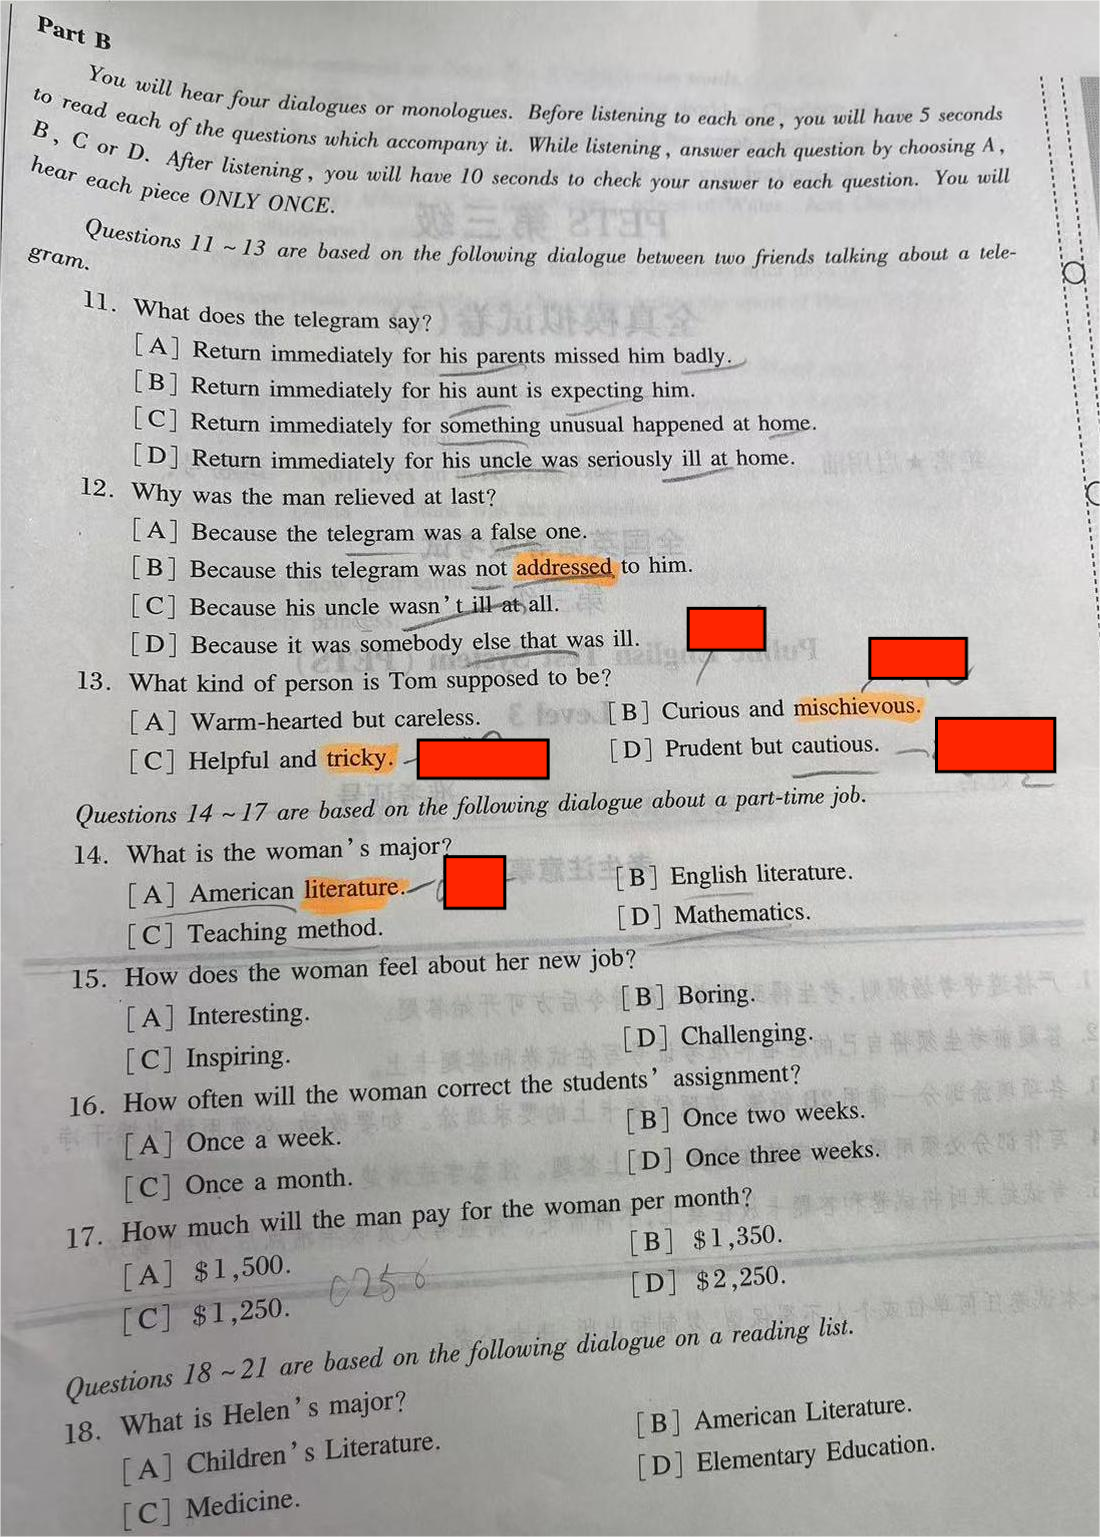 Part B
You will hear four dialogues or monologues. Before listening to each one, you will have 5 seconds
to read each of the questions which accompany it. While listening, answer each question by choosing A,
B, C or D. After listening, you will have 10 seconds to check your answer to each question. You will
hear each piece ONLY ONCE.
Questions 11 ~ 13 are based on the following dialogue between two friends talking about a tele-
gram.
11. What does the telegram say?
[A] Return immediately for his parents missed him badly.
[B] Return immediately for his aunt is expecting him.
[C] Return immediately for something unusual happened at home.
[D] Return immediately for his uncle was seriously ill at home.
12. Why was the man relieved at last?
[A] Because the telegram was a false one.
[B] Because this telegram was not addressed to him.
[C] Because his uncle wasn't ill at all.
[D] Because it was somebody else that was ill.
13. What kind of person is Tom supposed to be?
[A] Warm-hearted but careless. [B] Curious and mischievous.
[C] Helpful and tricky. [D] Prudent but cautious.
Questions 14 ~ 17 are based on the following dialogue about a part-time job.
14. What is the woman's major?
[A] American literature. [B] English literature.
[C] Teaching method. [D] Mathematics.
15. How does the woman feel about her new job?
[A] Interesting. [B] Boring.
[C] Inspiring. [D] Challenging.
16. How often will the woman correct the students' assignment?
[A] Once a week. [B] Once two weeks.
[C] Once a month. [D] Once three weeks.
17. How much will the man pay for the woman per month?
[A] $1,500. [B] $1,350.
[C] $1,250. [D] $2,250.
Questions 18 ~ 21 are based on the following dialogue on a reading list.
18. What is Helen's major?
[A] Children's Literature. [B] American Literature.
[C] Medicine. [D] Elementary Education.